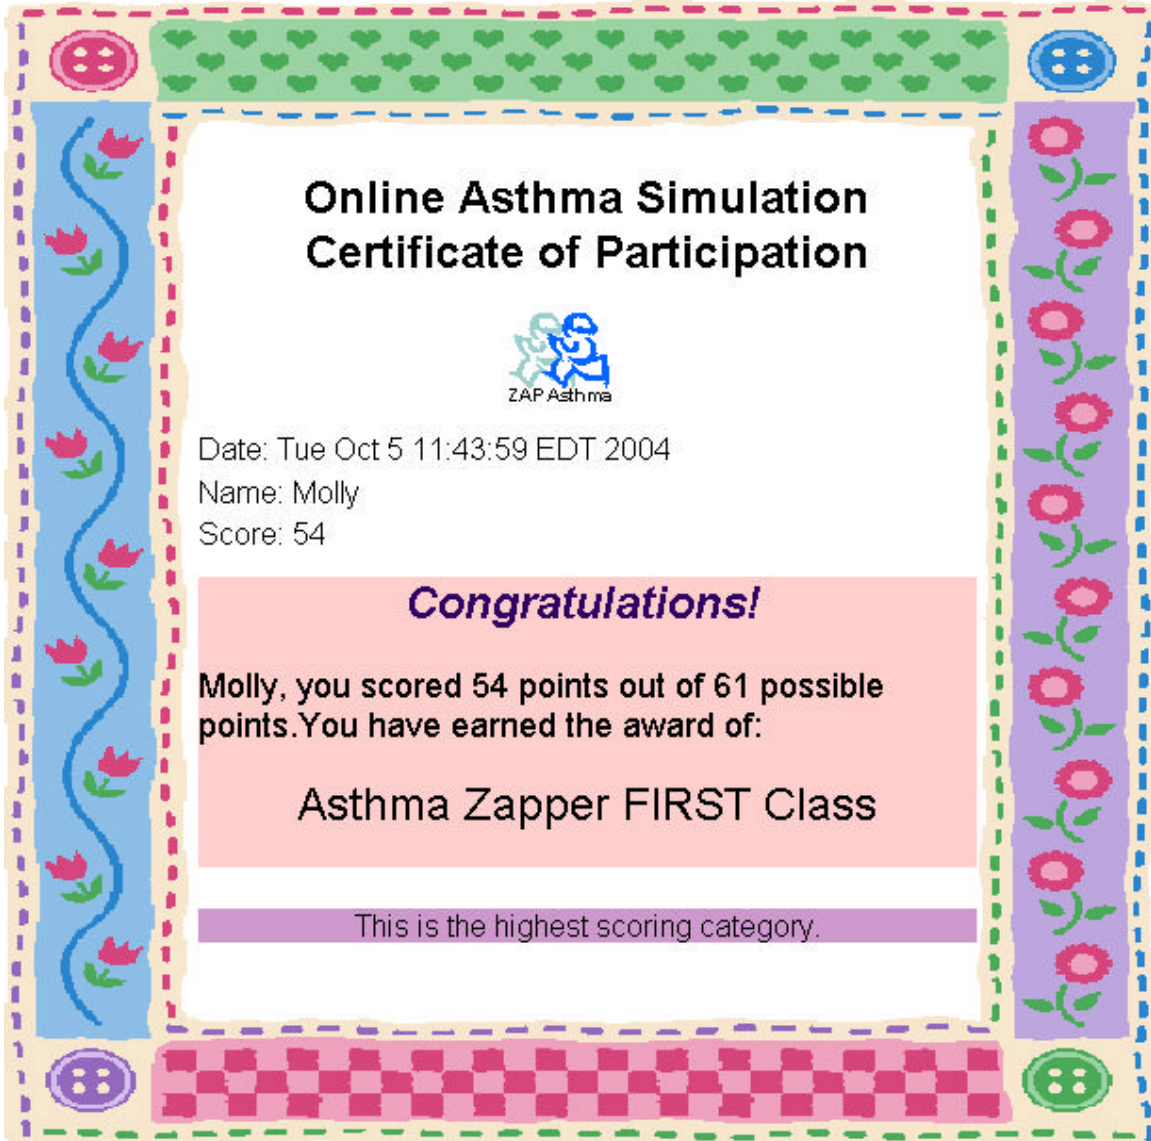 Online Asthma Simulation
Certificate of Participation
ZAP Asthma
Date: Tue Oct 5 11:43:59 EDT 2004
Name: Molly
Score: 54
Congratulations!
Molly, you scored 54 points out of 61 possible
points.You have earned the award of:
Asthma Zapper FIRST Class
This is the highest scoring category.